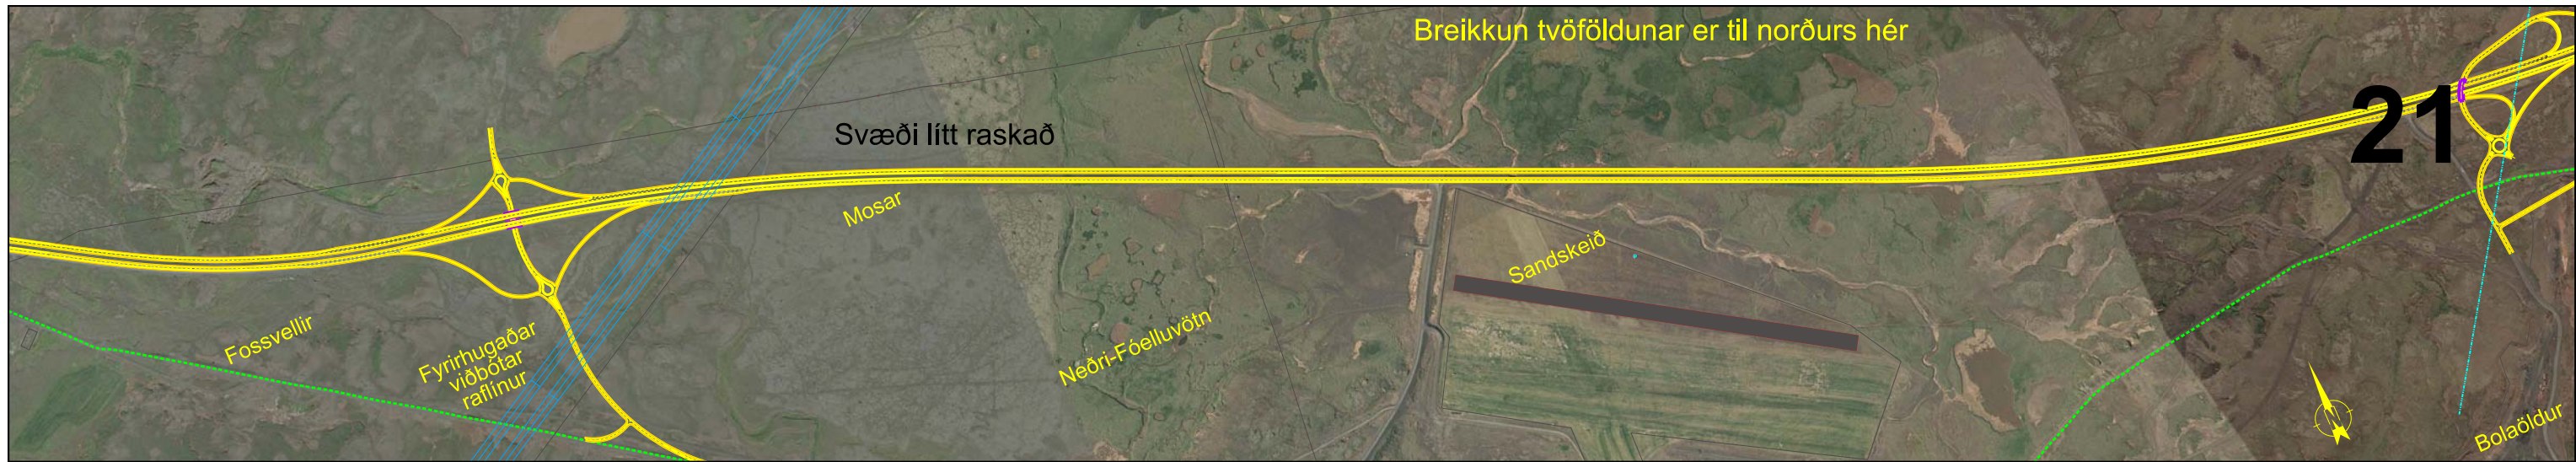 Breikkun tvöföldunar er til norðurs hér
21
Svæði lítt raskað
Mosar
Sandskeið
Fossvellir
Fyrirhugaðar
viðbótar
raflínur
Neðri-Fóelluvötn
Bolaöldur